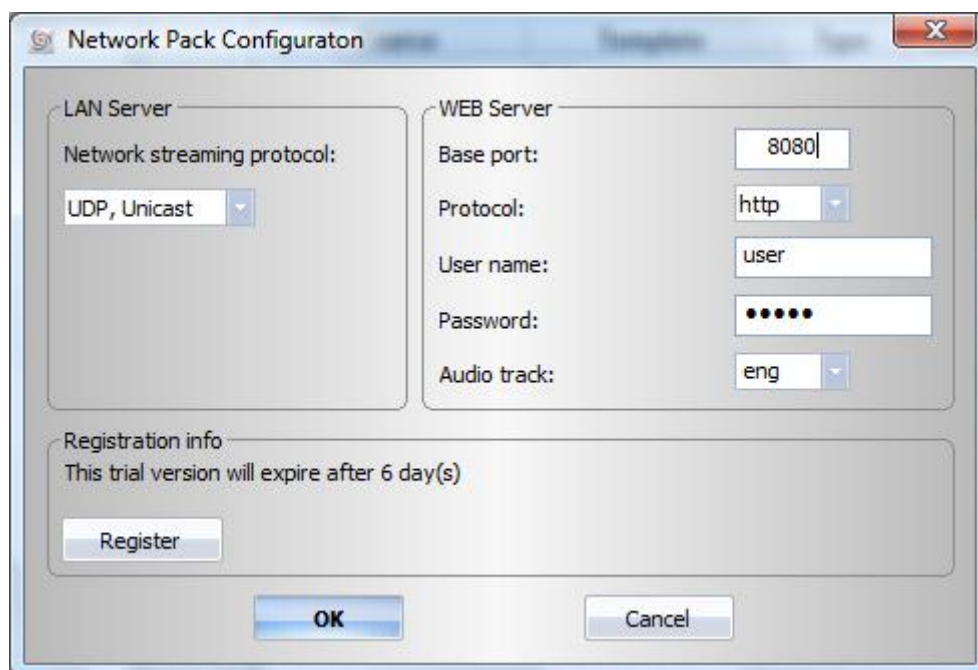 Network Pack Configuraton
Template
LAN Server
Network streaming protocol:
UDP, Unicast
WEB Server
Base port:
8080
Protocol:
http
User name:
user
Password:
●●●●●
Audio track:
eng
Registration info
This trial version will expire after 6 day(s)
Register
OK
Cancel